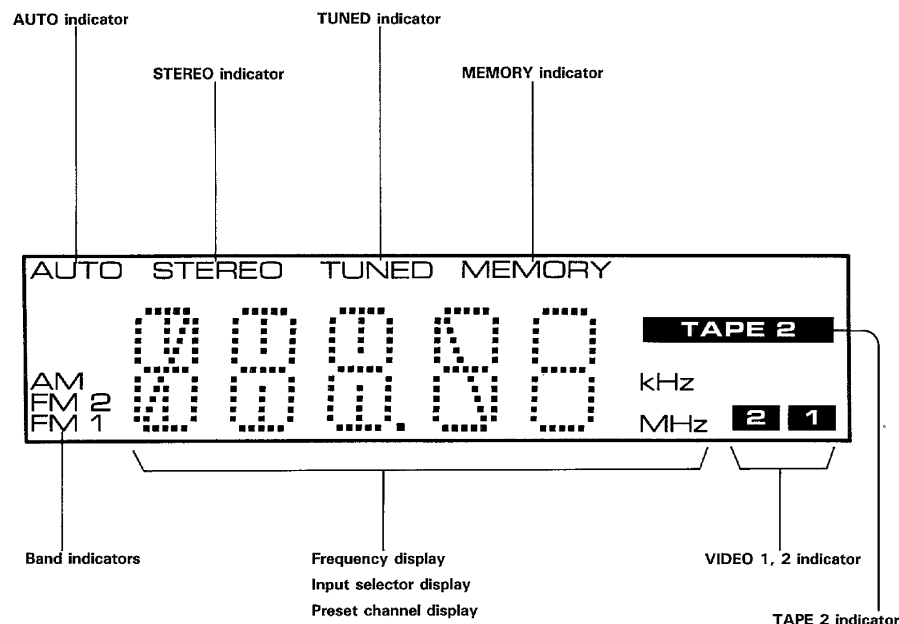 AUTO indicator
TUNED indicator
STEREO indicator
MEMORY indicator
AUTO STEREO TUNED MEMORY
TAPE 2
AM
kHz
FM 2
FM 1
MHz
2 1
Band indicators
Frequency display
Input selector display
Preset channel display
VIDEO 1, 2 indicator
TAPE 2 indicator